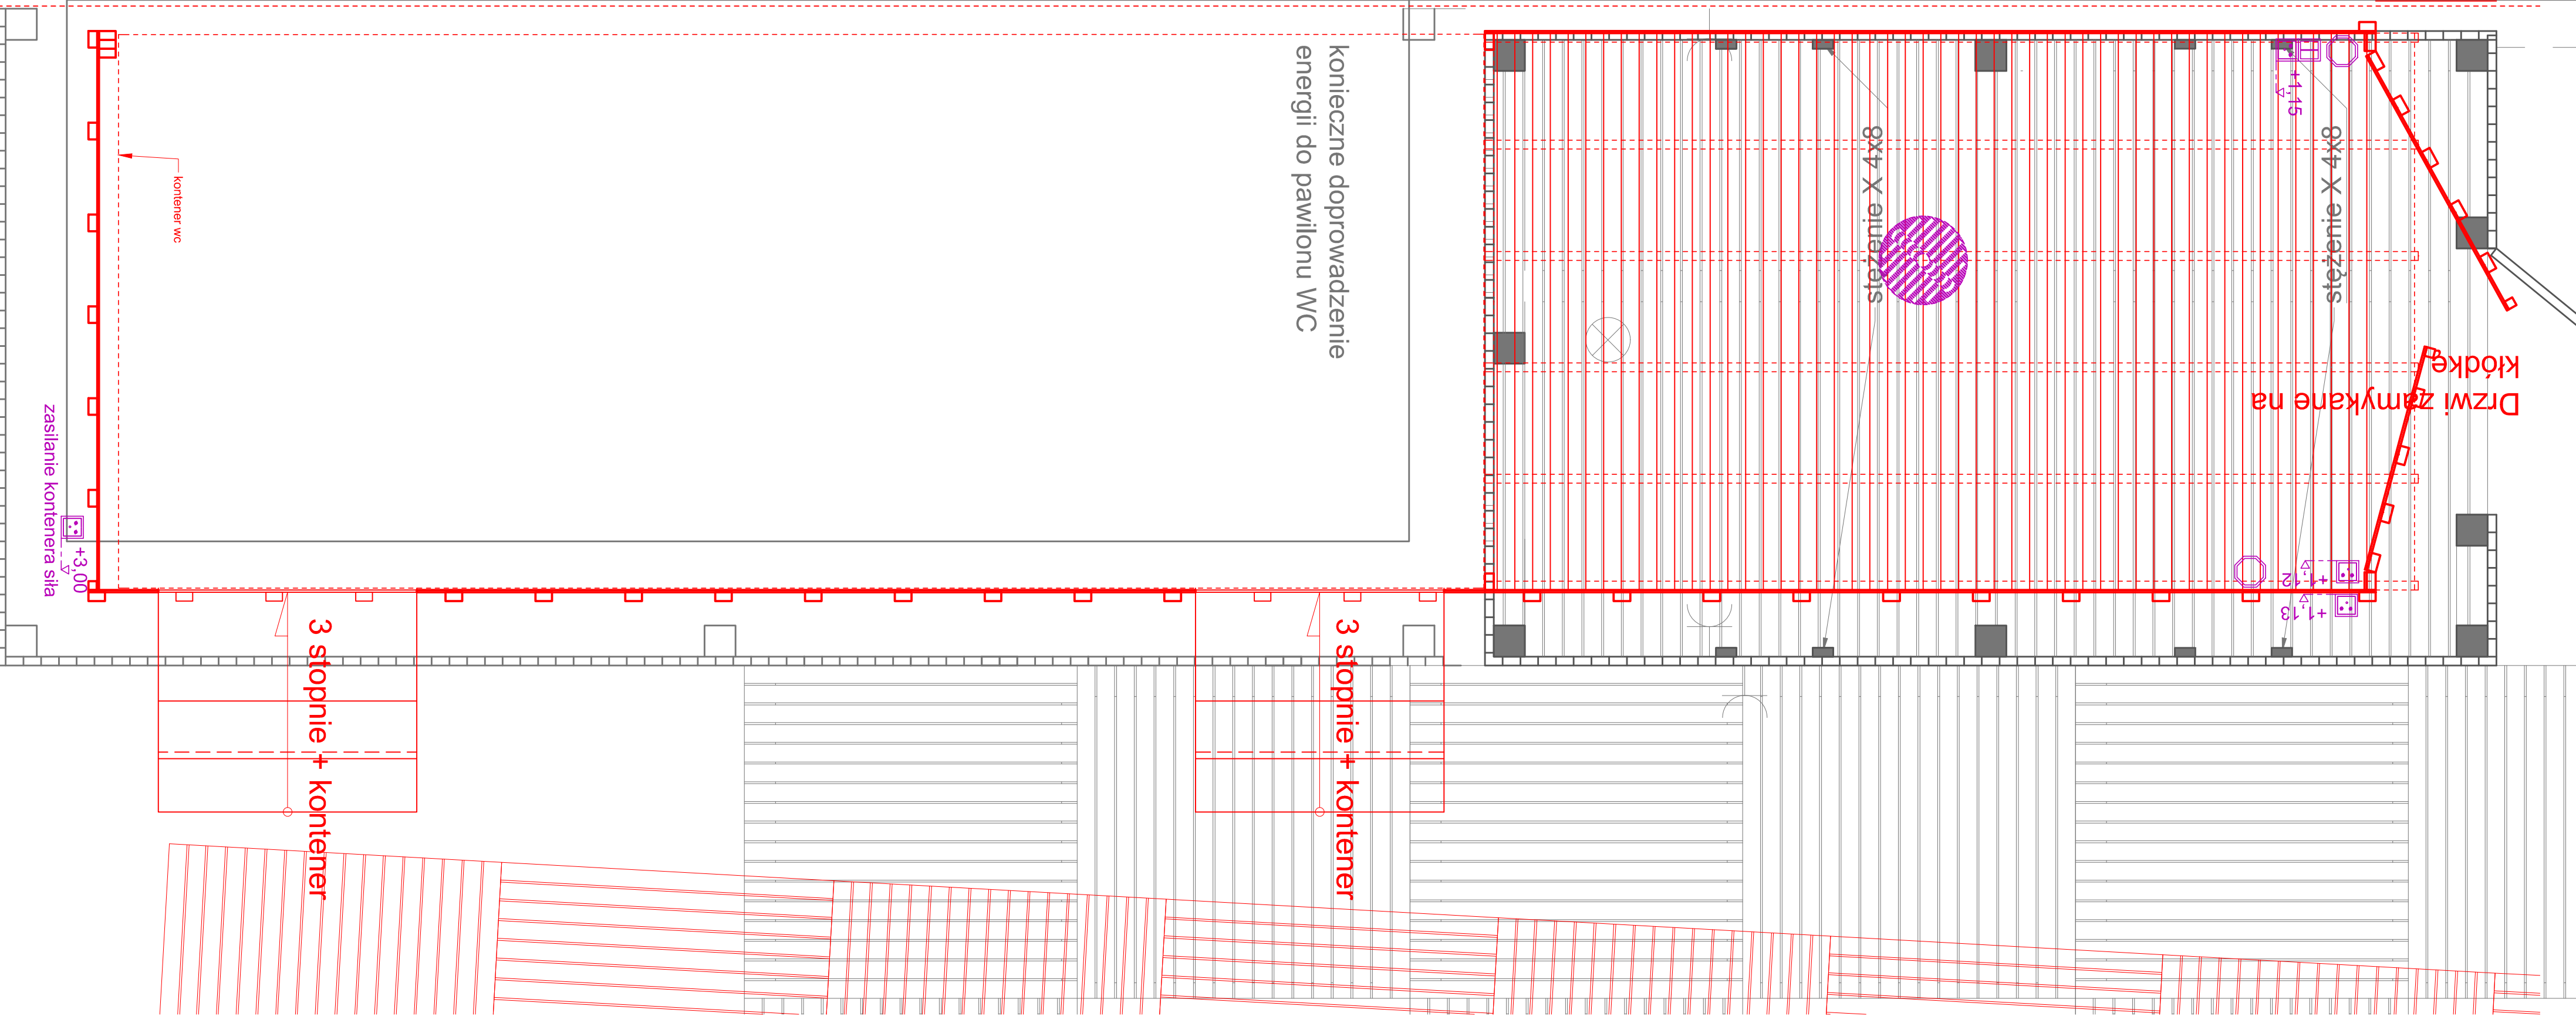 konieczne doprowadzenie
energii do pawilonu WC
kontener wc
zasilanie kontenera siła
+3,00
3 stopnie + kontener
3 stopnie + kontener
stężenie X 4x8
stężenie X 4x8
+1,15
Drzwi zamykane na
kłódkę
+1,12
+1,13